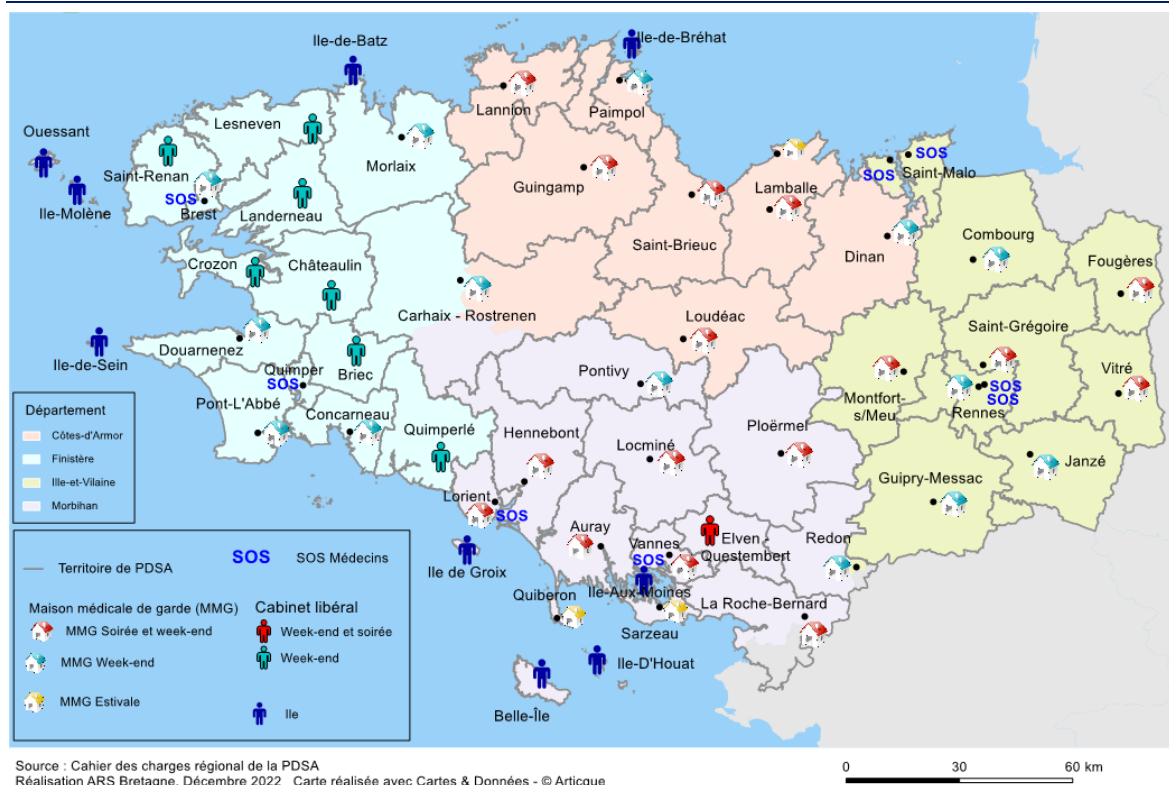 Ile-de-Bréhat
Ile-de-Batz
Lannion
Paimpol
Ouessant
Lesneven
Morlaix
SOS
Saint-Renan
Guingamp
Lamballe
SOS
Saint-Malo
SOS
Brest
Ile-Molène
Landerneau
Combourg
Crozon
Châteaulin
Saint-Brieuc
Dinan
Fougères
Carhaix - Rostrenen
Loudéac
Saint-Grégoire
Ile-de-Sein
Douarnenez
Quimper
SOS
Briec
Pontivy
Vitré
Montfort-
s/Meu
SOS
SOS
Rennes
Pont-L'Abbé
Concarneau
Quimperlé
Hennebont
Locminé
Ploërmel
Janzé
Guipry-Messac
Lorient
SOS
Auray
Vannes
SOS
Elven
Questembert
Redon
Ile de Groix
Quiberon
Ile-Aux-Moines
La Roche-Bernard
Sarzeau
Ile-D'Houat
Belle-Île
Département
Côtes-d'Armor
Finistère
Ille-et-Vilaine
Morbihan
SOS SOS Médecins
Territoire de PDSA
Maison médicale de garde (MMG)
MMG Soirée et week-end
MMG Week-end
MMG Estivale
Cabinet libéral
Week-end et soirée
Week-end
Ile
Source : Cahier des charges régional de la PDSA
Réalisation ARS Bretagne, Décembre 2022 Carte réalisée avec Cartes & Données - © Articque
0 30 60 km